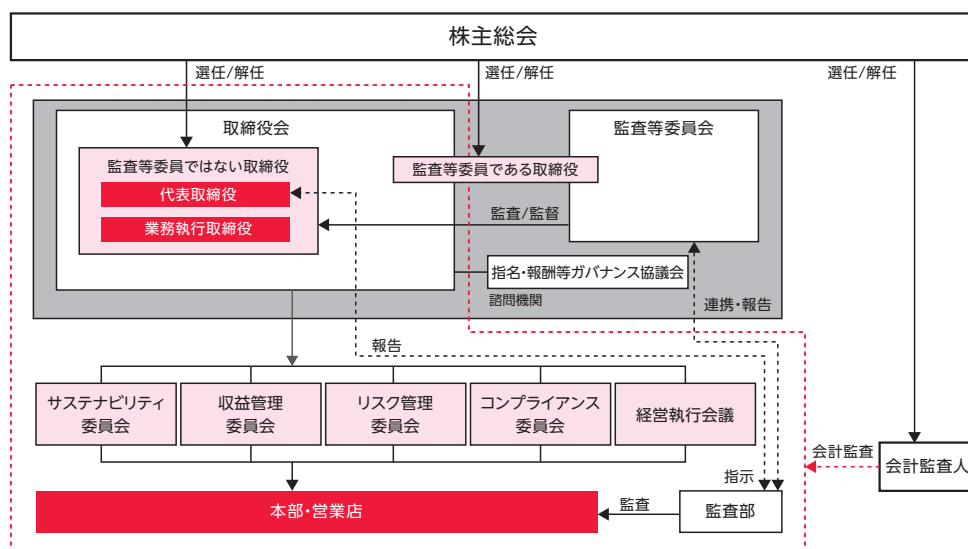 株主総会
選任/解任
選任/解任
選任/解任
取締役会
監査等委員会
監査等委員ではない取締役
監査等委員である取締役
代表取締役
業務執行取締役
監査/監督
指名・報酬等ガバナンス協議会
諮問機関
連携・報告
報告
サステナビリティ
委員会
収益管理
委員会
リスク管理
委員会
コンプライアンス
委員会
経営執行会議
会計監査
会計監査人
指示
本部・営業店
監査
監査部